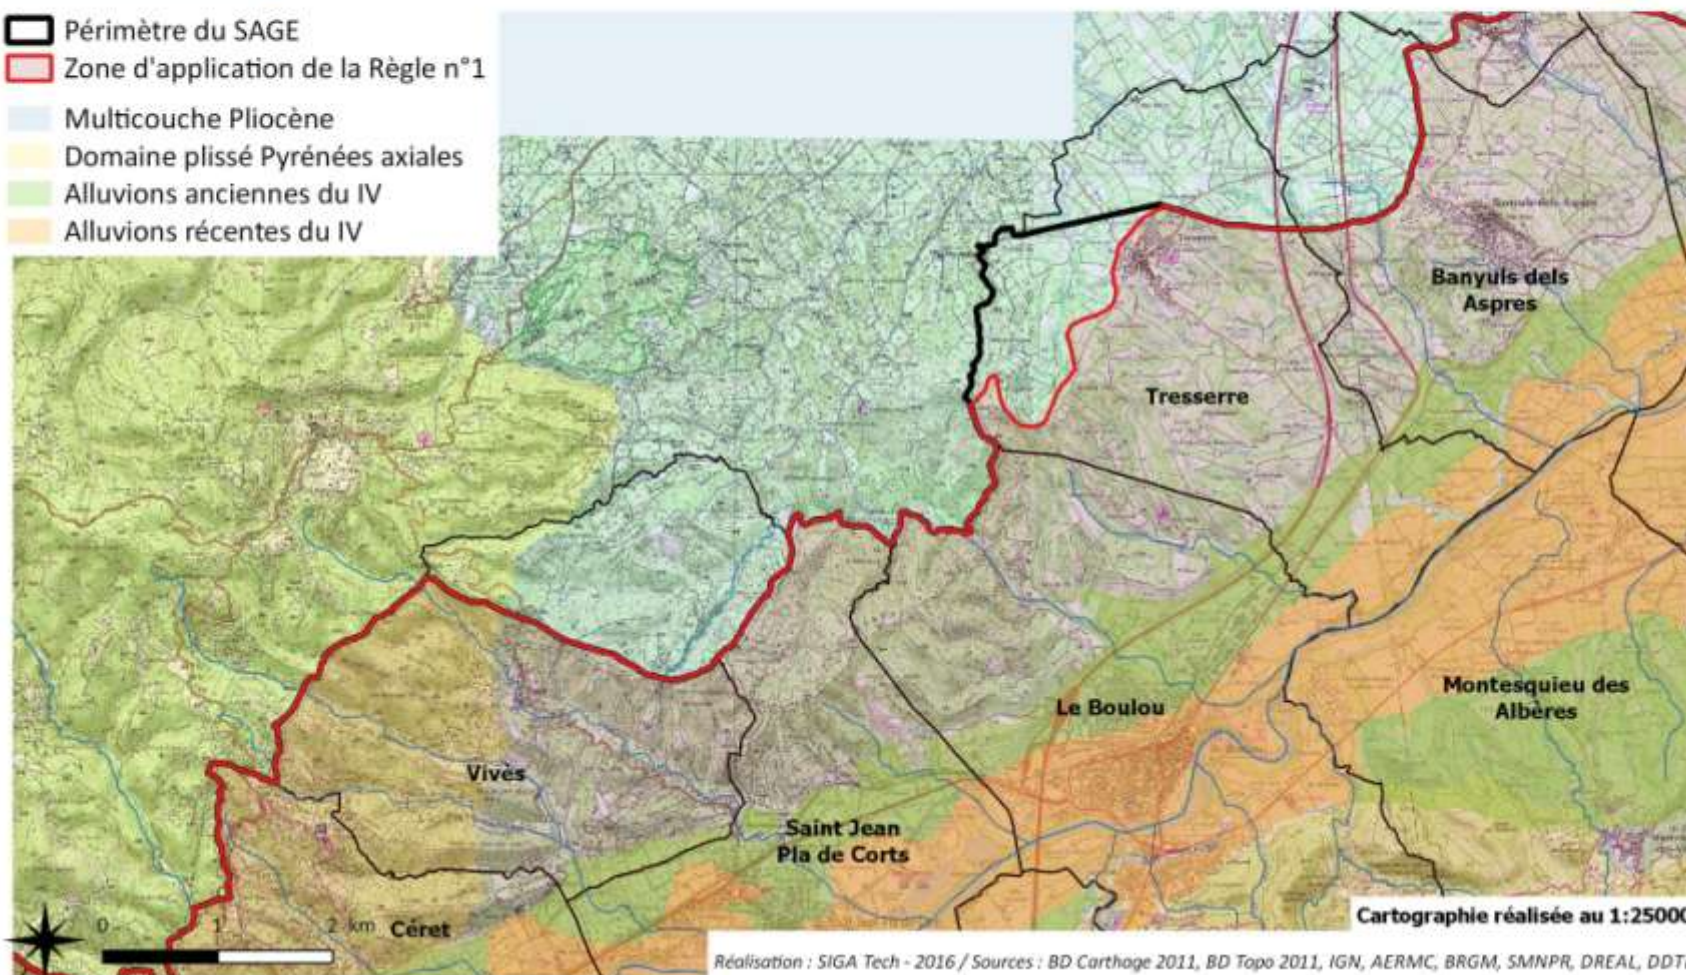 Périmètre du SAGE
Zone d'application de la Règle n°1
Multicouche Pliocène
Domaine plissé Pyrénées axiales
Alluvions anciennes du IV
Alluvions récentes du IV
Banyuls dels
Aspres
Tresserre
Le Boulou
Montesquieu des
Albères
Vivès
Saint Jean
Pla de Corts
Céret
0 1 2 km
Cartographie réalisée au 1:25000
Réalisation : SIGA Tech - 2016 / Sources : BD Carthage 2011, BD Topo 2011, IGN, AERMC, BRGM, SMNPR, DREAL, DDT